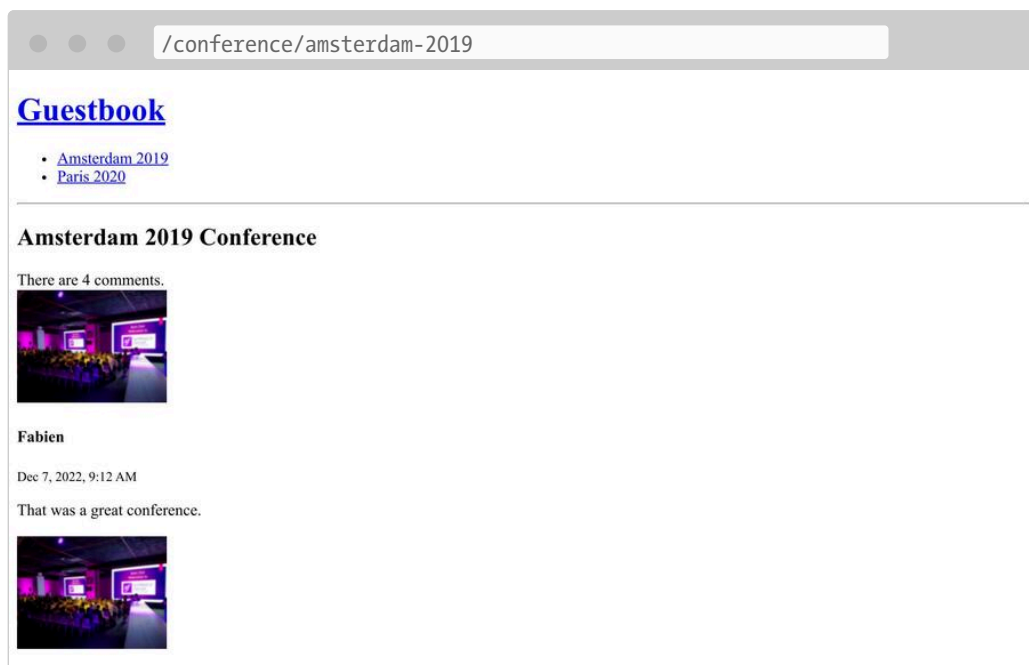 /conference/amsterdam-2019
Guestbook
Amsterdam 2019
Paris 2020
Amsterdam 2019 Conference
There are 4 comments.
Fabien
Dec 7, 2022, 9:12 AM
That was a great conference.